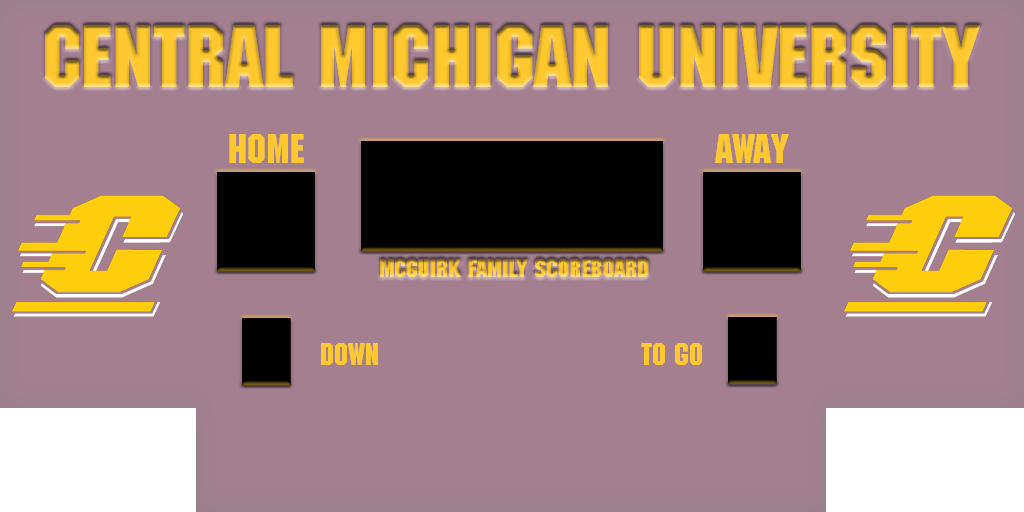 CENTRAL MICHIGAN UNIVERSITY
HOME
AWAY
C
C
MCGUIRK FAMILY SCOREBOARD
DOWN
TO GO